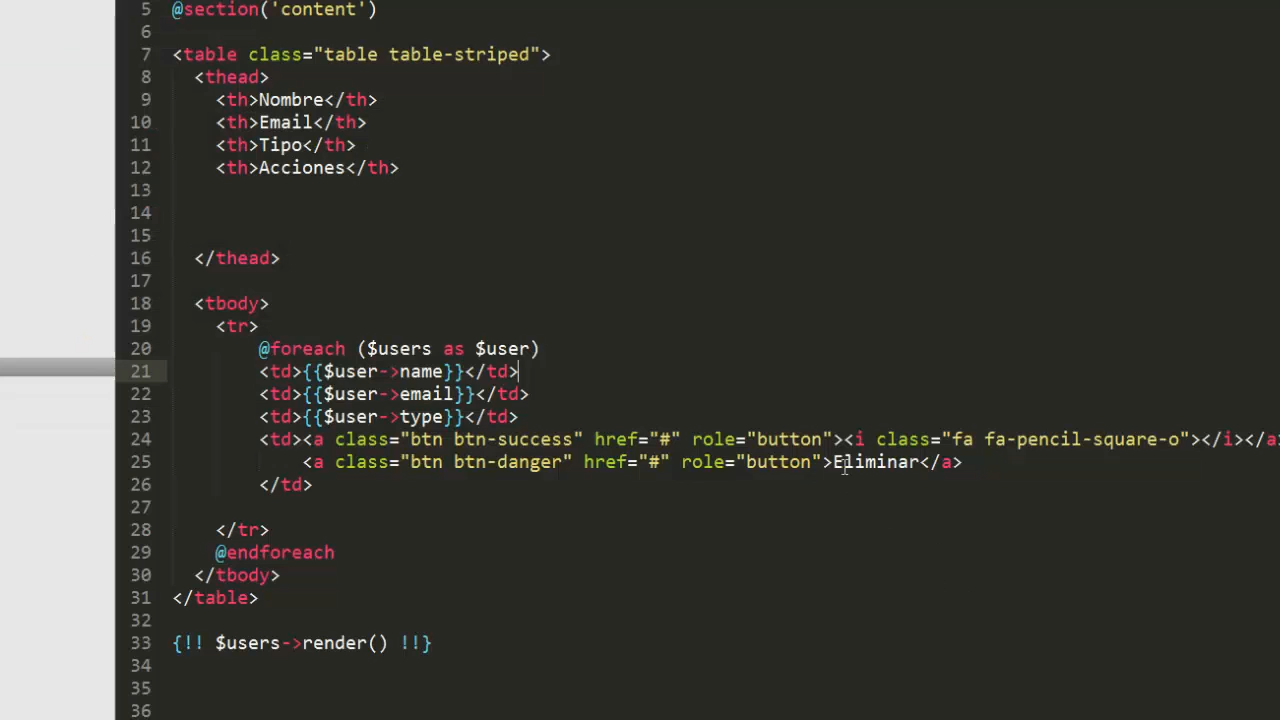 5 @section('content')
6
7 <table class="table table-striped">
8 <thead>
9 <th>Nombre</th>
10 <th>Email</th>
11 <th>Tipo</th>
12 <th>Acciones</th>
13
14
15
16 </thead>
17
18 <tbody>
19 <tr>
20 @foreach ($users as $user)
21 <td>{{$user->name}}</td>
22 <td>{{$user->email}}</td>
23 <td>{{$user->type}}</td>
24 <td><a class="btn btn-success" href="#" role="button"><i class="fa fa-pencil-square-o"></i></a
25 <a class="btn btn-danger" href="#" role="button">Eliminar</a>
26 </td>
27
28 </tr>
29 @endforeach
30 </tbody>
31 </table>
32
33 {!! $users->render() !!}
34
35
36